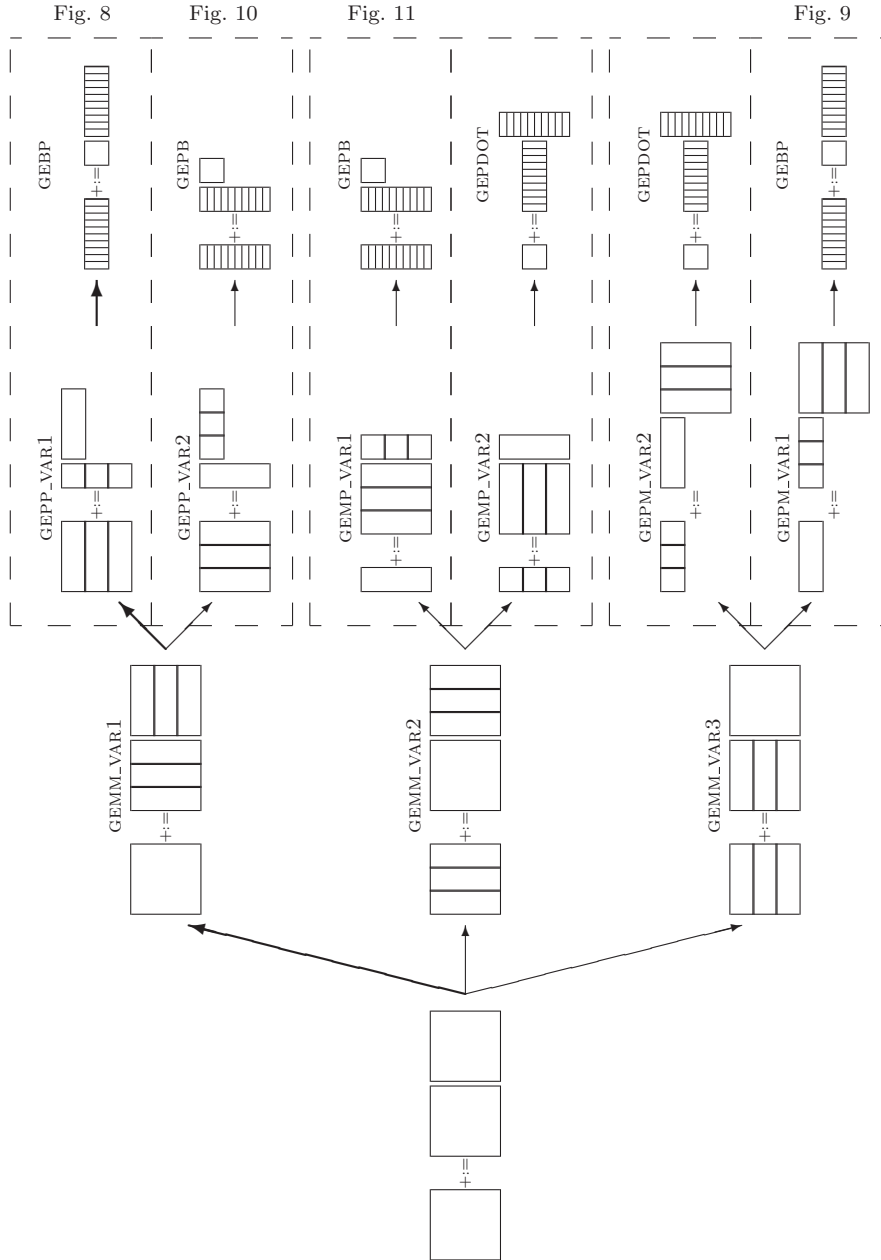 Fig. 8
Fig. 10
Fig. 11
Fig. 9
GEBP
+:=
GEPB
+:=
GEPB
+:=
GEPDOT
+:=
GEPDOT
+:=
GEBP
+:=
GEPP_VAR1
+:=
GEPP_VAR2
+:=
GEMP_VAR1
+:=
GEMP_VAR2
+:=
GEPM_VAR2
+:=
GEPM_VAR1
+:=
GEMM_VAR1
+:=
GEMM_VAR2
+:=
GEMM_VAR3
+:=
+:=